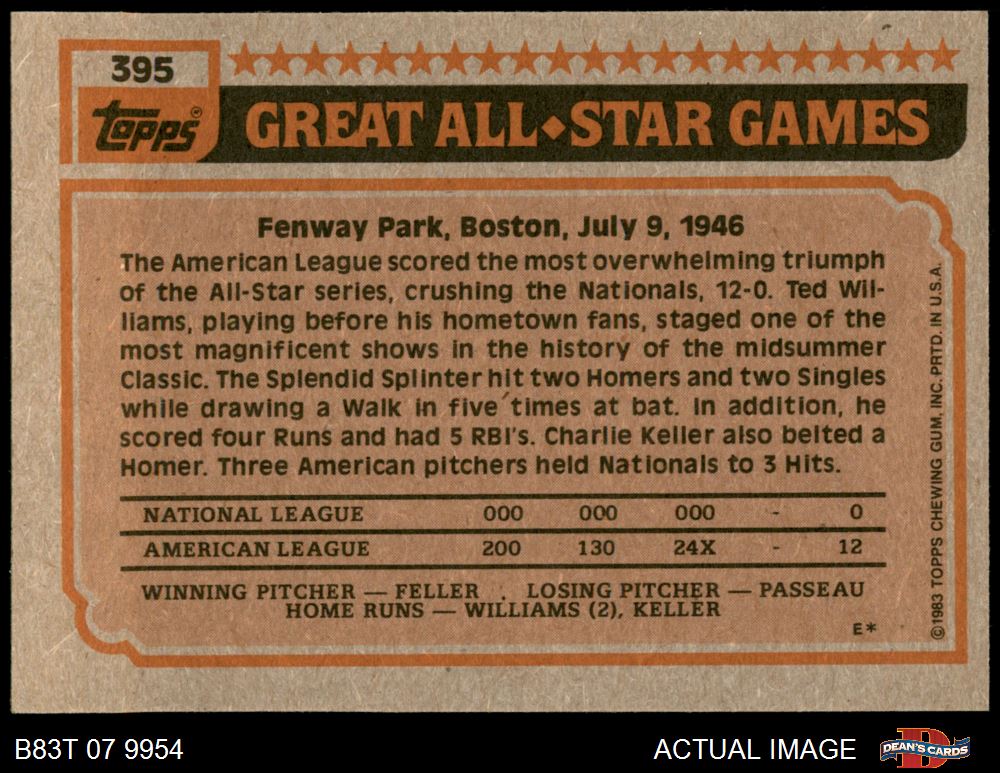 395
topps®
GREAT ALL◆STAR GAMES
Fenway Park, Boston, July 9, 1946
The American League scored the most overwhelming triumph
of the All-Star series, crushing the Nationals, 12-0. Ted Wil-
liams, playing before his hometown fans, staged one of the
most magnificent shows in the history of the midsummer
Classic. The Splendid Splinter hit two Homers and two Singles
while drawing a Walk in five times at bat. In addition, he
scored four Runs and had 5 RBI's. Charlie Keller also belted a
Homer. Three American pitchers held Nationals to 3 Hits.
NATIONAL LEAGUE 000 000 000 - 0
AMERICAN LEAGUE 200 130 24X - 12
WINNING PITCHER — FELLER . LOSING PITCHER — PASSEAU
HOME RUNS — WILLIAMS (2), KELLER
E*
©1983 TOPPS CHEWING GUM, INC. PRTD. IN U.S.A.
B83T 07 9954
ACTUAL IMAGE
DEAN'S CARDS